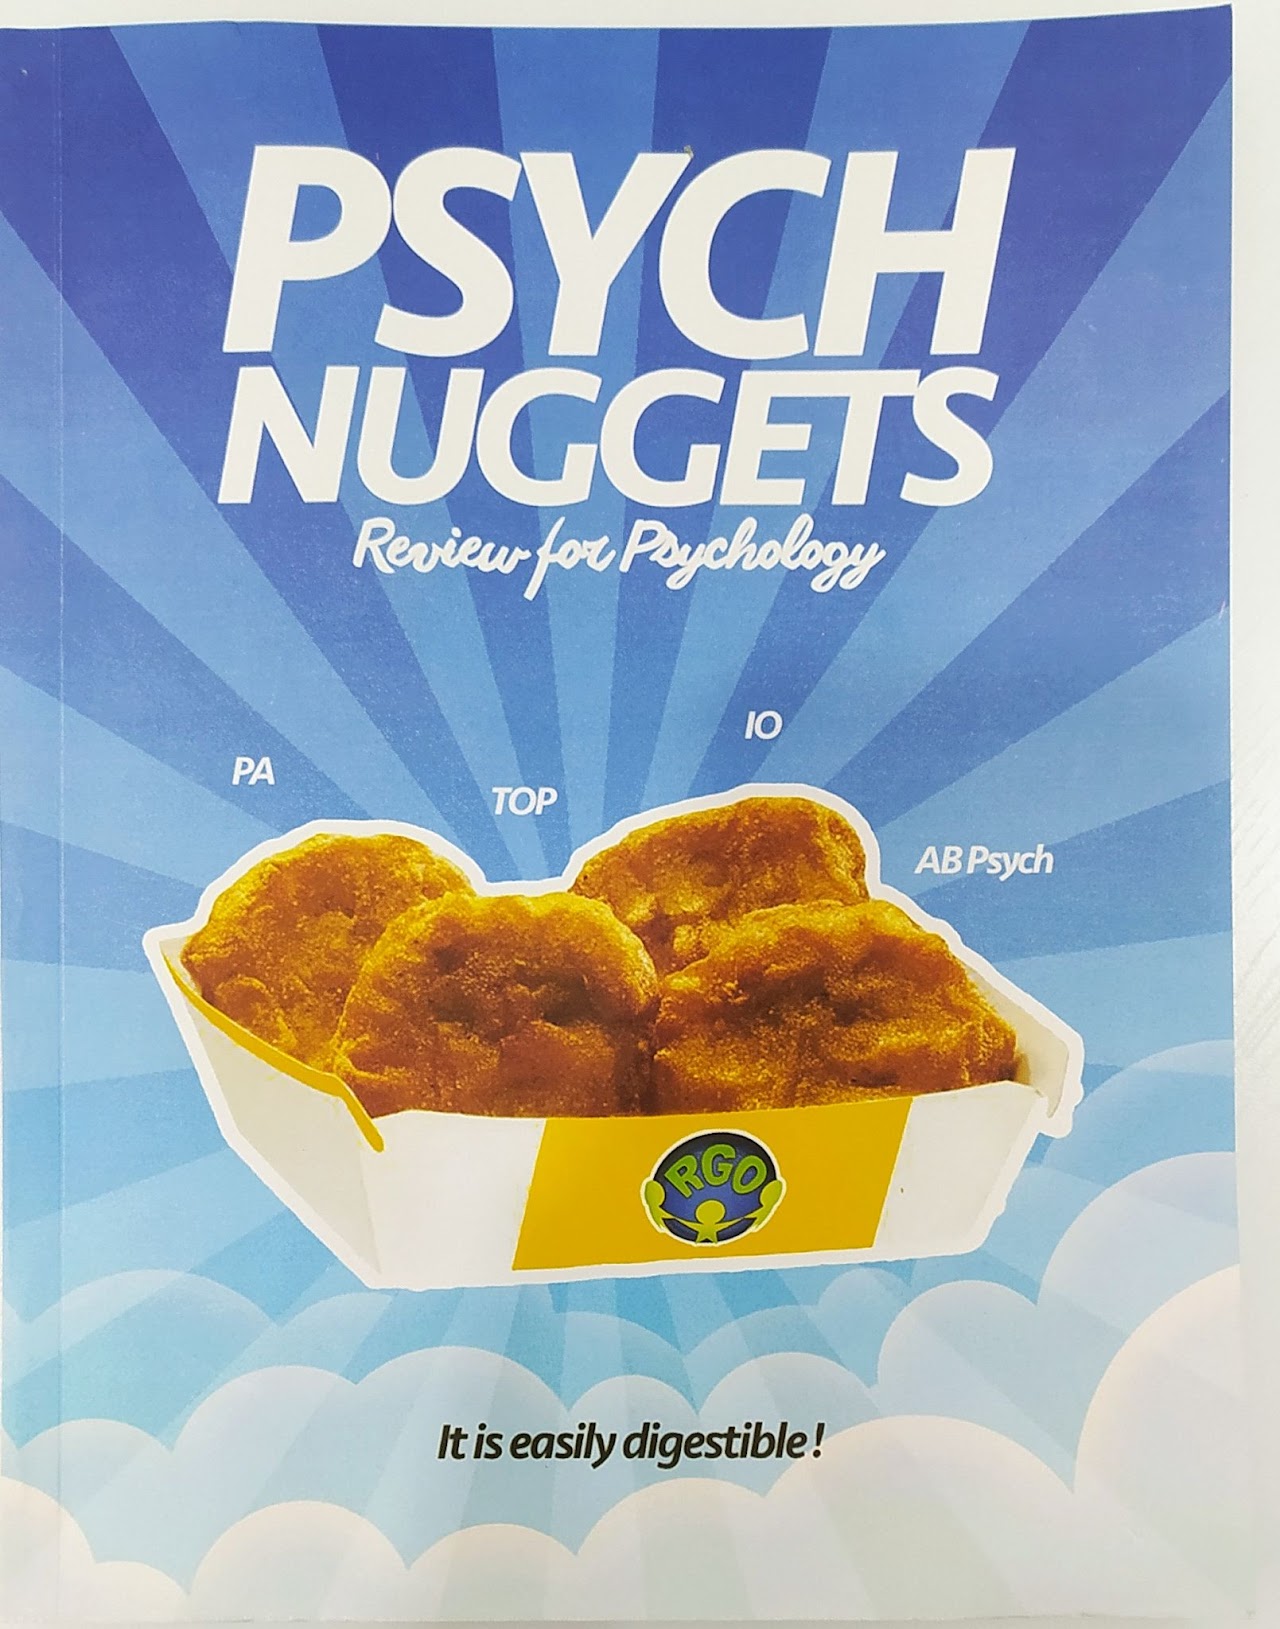 PSYCH
NUGGETS
Review for Psychology
IO
PA
TOP
AB Psych
RGO
It is easily digestible!